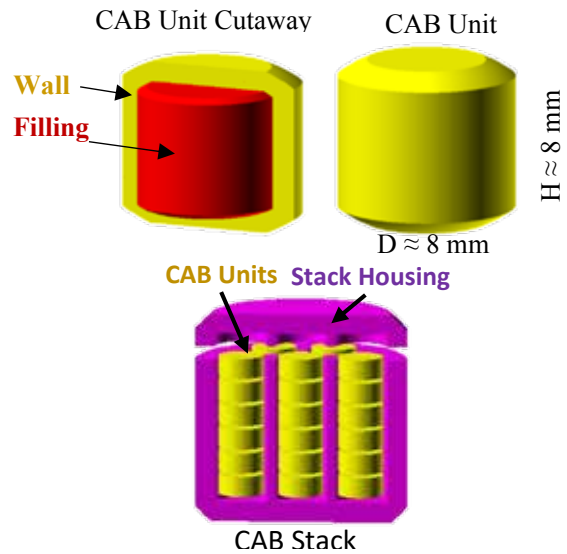 CAB Unit Cutaway
CAB Unit
Wall
Filling
H ≈ 8 mm
D ≈ 8 mm
CAB Units
Stack Housing
CAB Stack